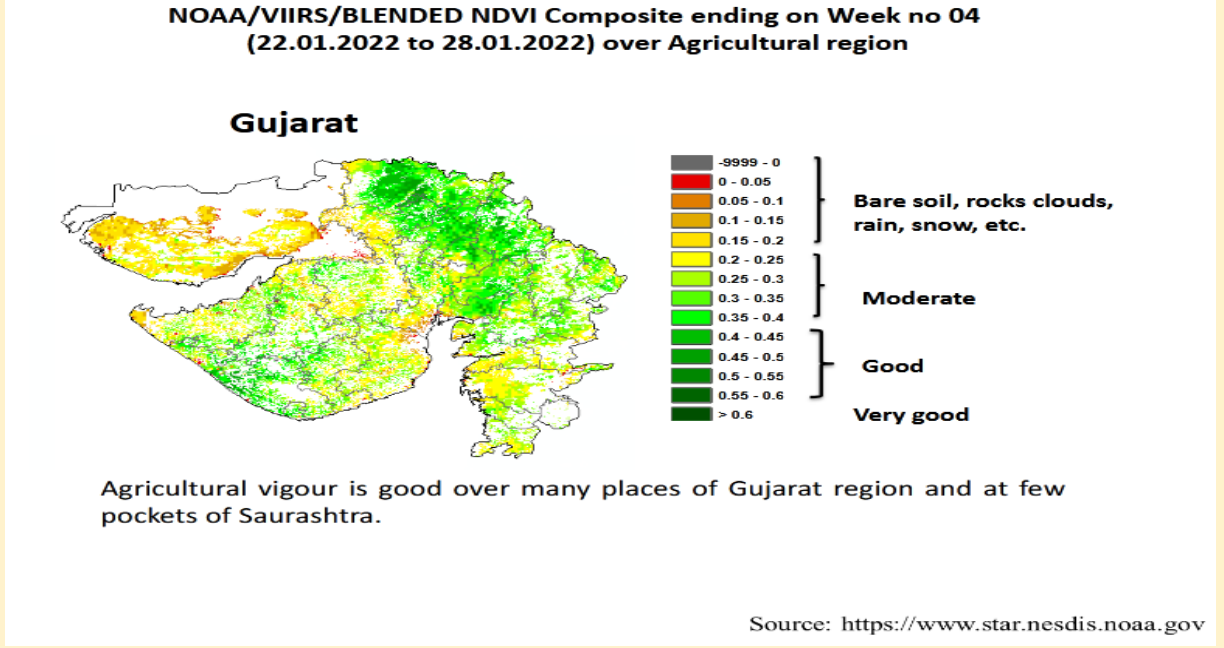 NOAA/VIIRS/BLENDED NDVI Composite ending on Week no 04
(22.01.2022 to 28.01.2022) over Agricultural region
Gujarat
-9999 - 0
0 - 0.05
0.05 - 0.1
0.1 - 0.15
0.15 - 0.2
0.2 - 0.25
0.25 - 0.3
0.3 - 0.35
0.35 - 0.4
0.4 - 0.45
0.45 - 0.5
0.5 - 0.55
0.55 - 0.6
> 0.6
Bare soil, rocks clouds,
rain, snow, etc.
Moderate
Good
Very good
Agricultural vigour is good over many places of Gujarat region and at few
pockets of Saurashtra.
Source: https://www.star.nesdis.noaa.gov